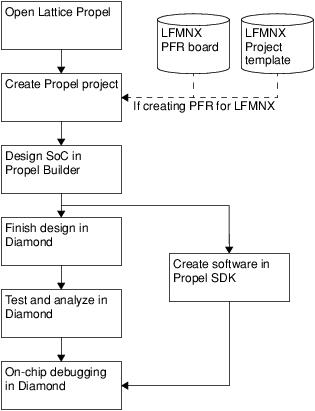 Open Lattice Propel
LFMNX
PFR board
LFMNX
Project
template
Create Propel project
If creating PFR for LFMNX
Design SoC in
Propel Builder
Finish design in
Diamond
Create software in
Propel SDK
Test and analyze in
Diamond
On-chip debugging
in Diamond